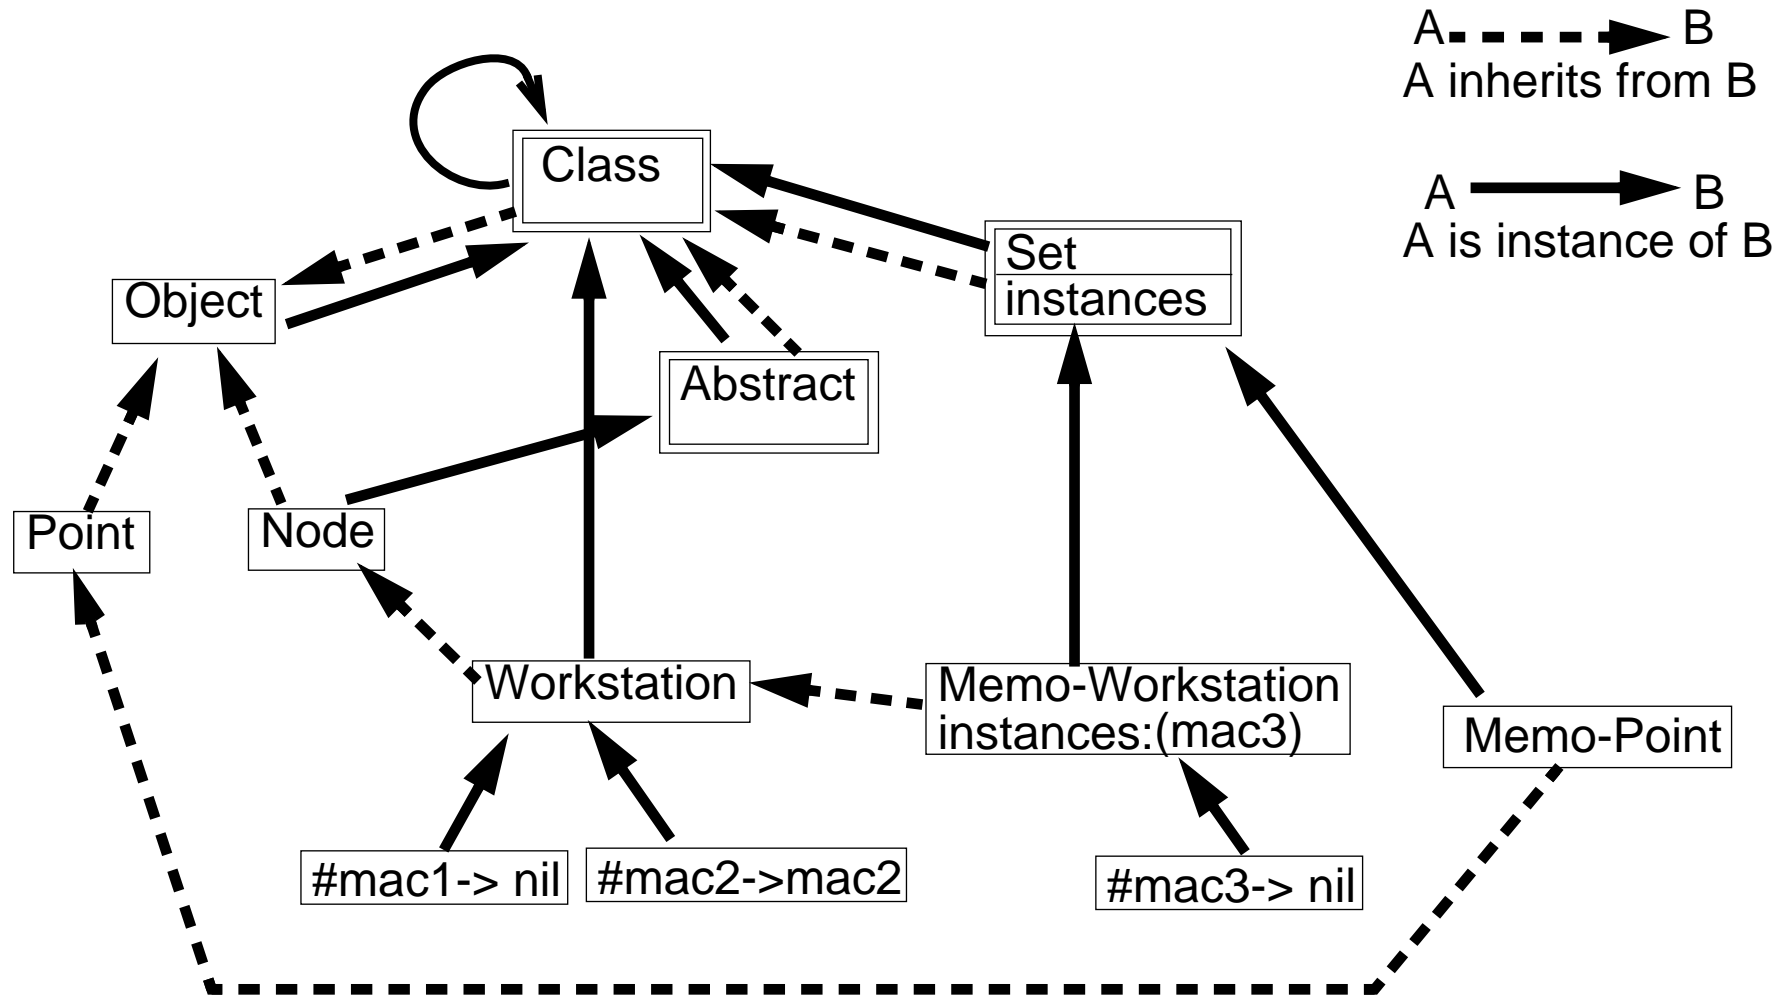 A B
A inherits from B
Class
A B
A is instance of B
Set
instances
Object
Abstract
Point
Node
Workstation
Memo-Workstation
instances:(mac3)
Memo-Point
#mac1-> nil
#mac2->mac2
#mac3-> nil